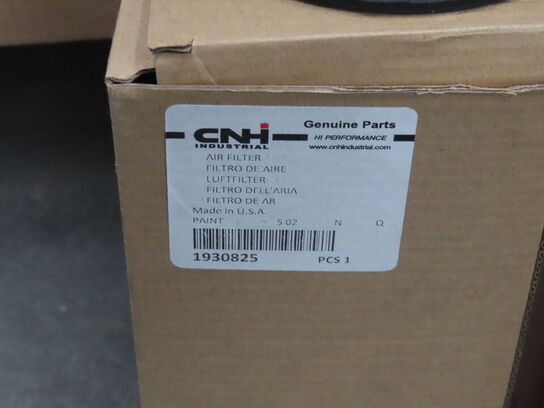 CNH
INDUSTRIAL
Genuine Parts
HI PERFORMANCE
www.cnhindustrial.com
AIR FILTER
FILTRO DE AIRE
LUFTFILTER
FILTRO DELL'ARIA
FILTRO DE AR
Made in U.S.A.
PAINT S-02 N Q
1930825 PCS 1